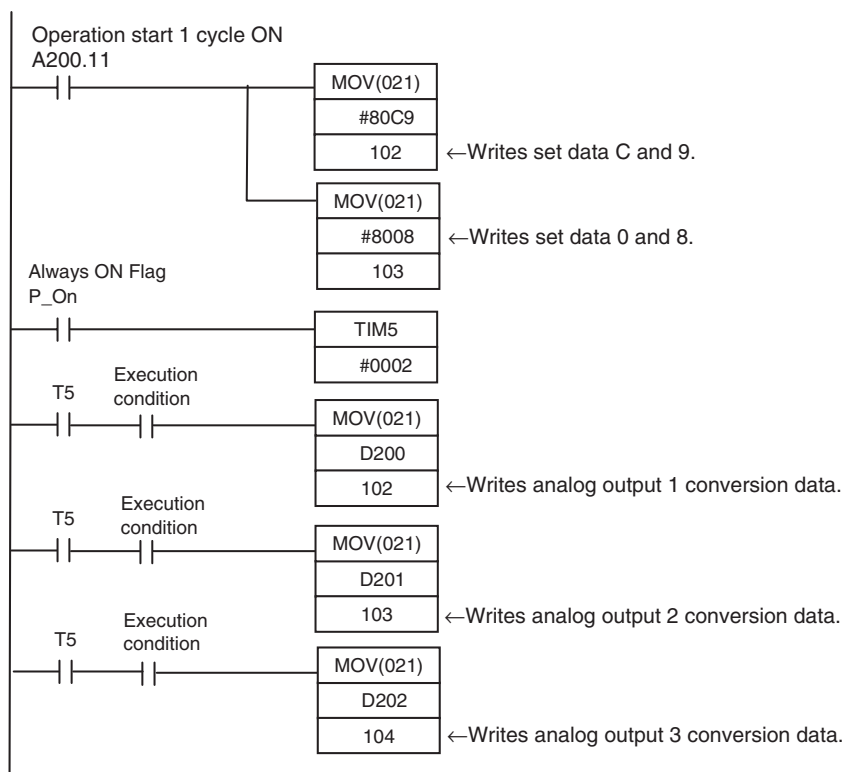 Operation start 1 cycle ON
A200.11
MOV(021)
#80C9
102 ←Writes set data C and 9.
MOV(021)
#8008 ←Writes set data 0 and 8.
103
Always ON Flag
P_On
TIM5
#0002
T5 Execution
condition
MOV(021)
D200
102 ←Writes analog output 1 conversion data.
T5 Execution
condition
MOV(021)
D201
103 ←Writes analog output 2 conversion data.
T5 Execution
condition
MOV(021)
D202
104 ←Writes analog output 3 conversion data.